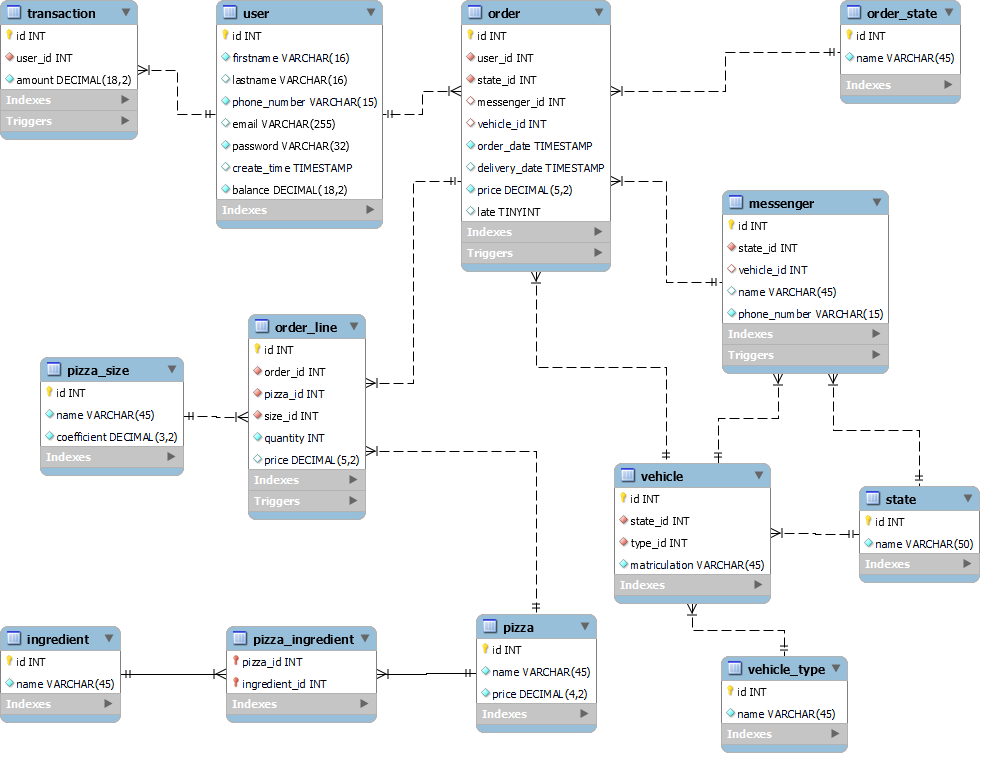 transaction
id INT
user_id INT
amount DECIMAL(18,2)
Indexes
Triggers
user
id INT
firstname VARCHAR(16)
lastname VARCHAR(16)
phone_number VARCHAR(15)
email VARCHAR(255)
password VARCHAR(32)
create_time TIMESTAMP
balance DECIMAL(18,2)
Indexes
order
id INT
user_id INT
state_id INT
messenger_id INT
vehicle_id INT
order_date TIMESTAMP
delivery_date TIMESTAMP
price DECIMAL(5,2)
late TINYINT
Indexes
Triggers
order_state
id INT
name VARCHAR(45)
Indexes
messenger
id INT
state_id INT
vehicle_id INT
name VARCHAR(45)
phone_number VARCHAR(15)
Indexes
Triggers
order_line
id INT
order_id INT
pizza_id INT
size_id INT
quantity INT
price DECIMAL(5,2)
Indexes
Triggers
pizza_size
id INT
name VARCHAR(45)
coefficient DECIMAL(3,2)
Indexes
vehicle
id INT
state_id INT
type_id INT
matriculation VARCHAR(45)
Indexes
state
id INT
name VARCHAR(50)
Indexes
ingredient
id INT
name VARCHAR(45)
Indexes
pizza_ingredient
pizza_id INT
ingredient_id INT
Indexes
pizza
id INT
name VARCHAR(45)
price DECIMAL(4,2)
Indexes
vehicle_type
id INT
name VARCHAR(45)
Indexes